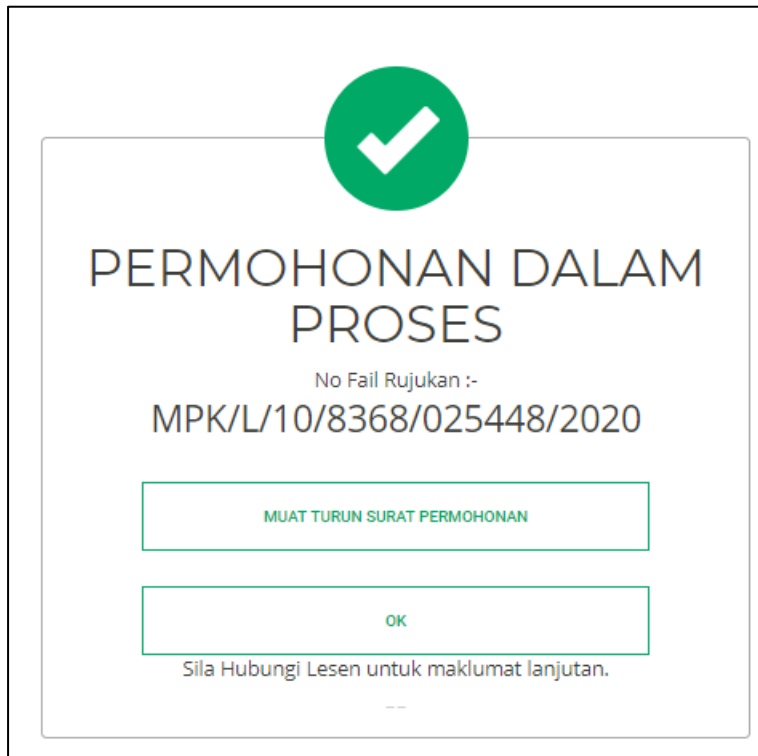 PERMOHONAN DALAM
PROSES
No Fail Rujukan :-
MPK/L/10/8368/025448/2020
MUAT TURUN SURAT PERMOHONAN
OK
Sila Hubungi Lesen untuk maklumat lanjutan.
__